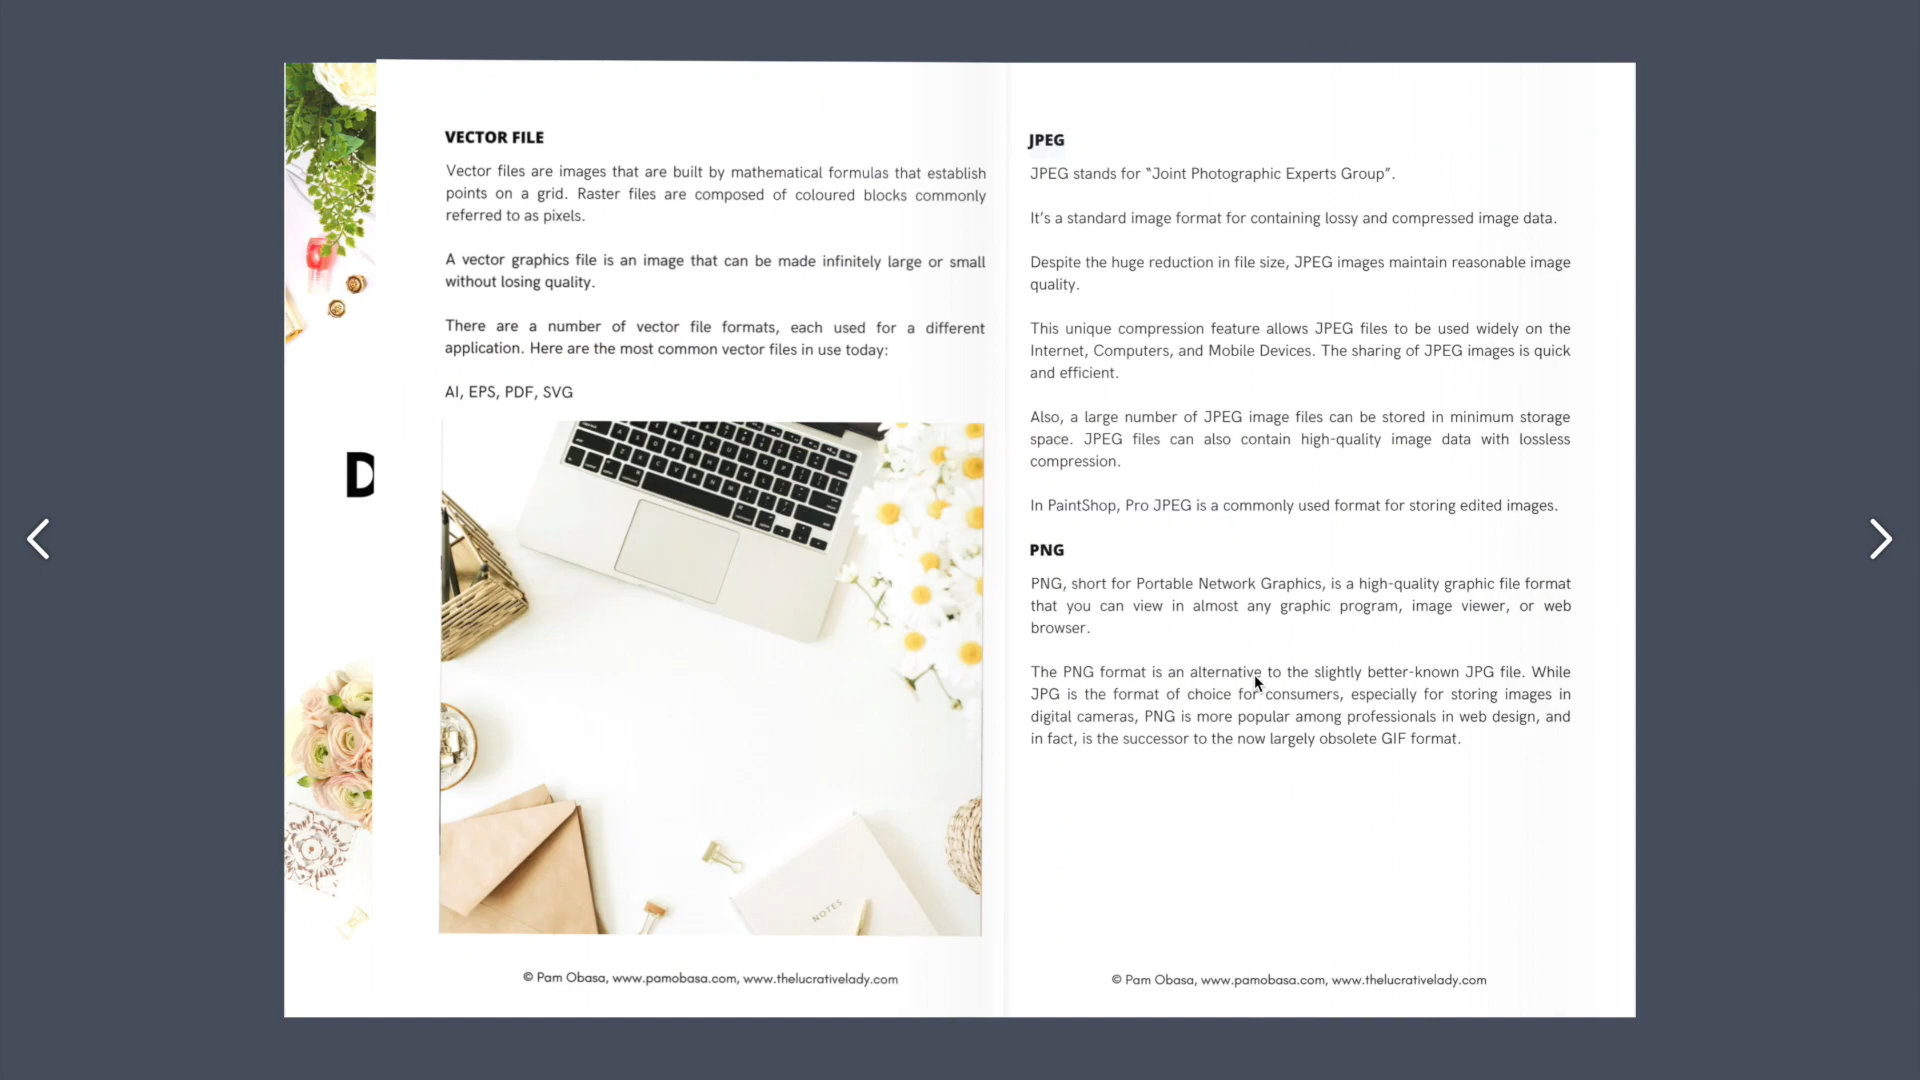 D
VECTOR FILE
Vector files are images that are built by mathematical formulas that establish
points on a grid. Raster files are composed of coloured blocks commonly
referred to as pixels.
A vector graphics file is an image that can be made infinitely large or small
without losing quality.
There are a number of vector file formats, each used for a different
application. Here are the most common vector files in use today:
AI, EPS, PDF, SVG
NOTES
© Pam Obasa, www.pamobasa.com, www.thelucrativelady.com
JPEG
JPEG stands for “Joint Photographic Experts Group”.
It’s a standard image format for containing lossy and compressed image data.
Despite the huge reduction in file size, JPEG images maintain reasonable image
quality.
This unique compression feature allows JPEG files to be used widely on the
Internet, Computers, and Mobile Devices. The sharing of JPEG images is quick
and efficient.
Also, a large number of JPEG image files can be stored in minimum storage
space. JPEG files can also contain high-quality image data with lossless
compression.
In PaintShop, Pro JPEG is a commonly used format for storing edited images.
PNG
PNG, short for Portable Network Graphics, is a high-quality graphic file format
that you can view in almost any graphic program, image viewer, or web
browser.
The PNG format is an alternative to the slightly better-known JPG file. While
JPG is the format of choice for consumers, especially for storing images in
digital cameras, PNG is more popular among professionals in web design, and
in fact, is the successor to the now largely obsolete GIF format.
© Pam Obasa, www.pamobasa.com, www.thelucrativelady.com